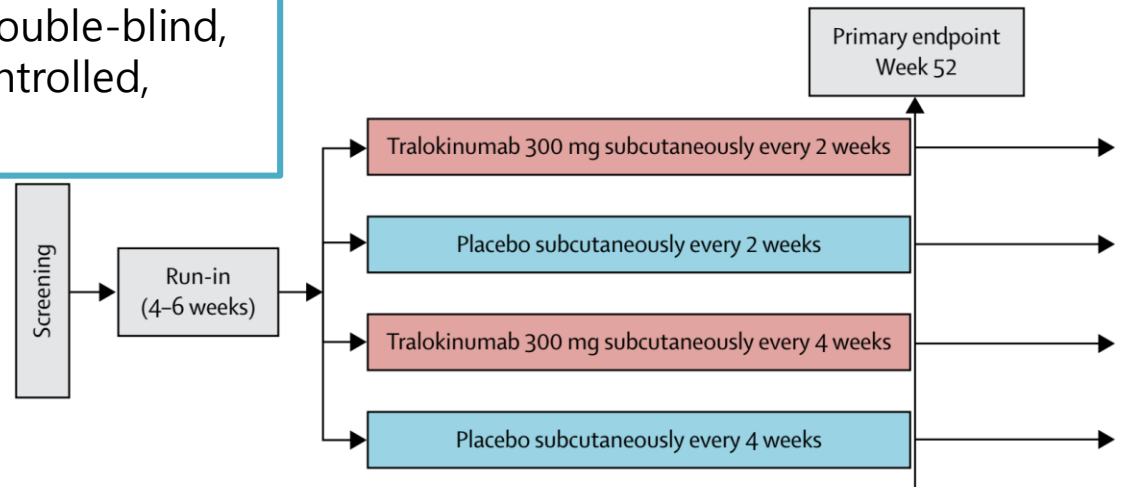 ouble-blind,
ntrolled,
Primary endpoint
Week 52
Screening
Run-in
(4–6 weeks)
Tralokinumab 300 mg subcutaneously every 2 weeks
Placebo subcutaneously every 2 weeks
Tralokinumab 300 mg subcutaneously every 4 weeks
Placebo subcutaneously every 4 weeks